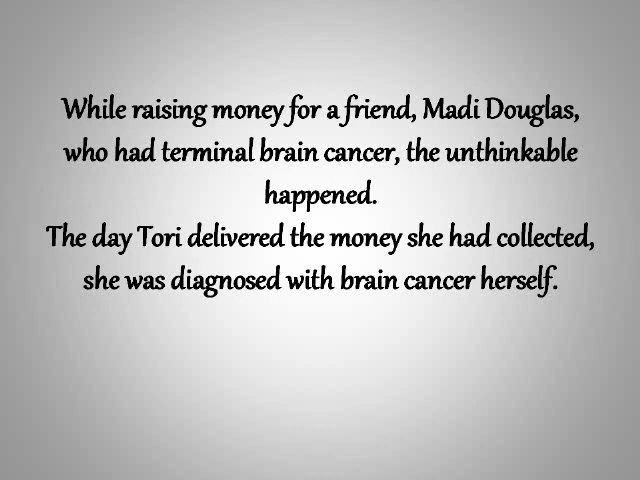 While raising money for a friend, Madi Douglas,
who had terminal brain cancer, the unthinkable
happened.
The day Tori delivered the money she had collected,
she was diagnosed with brain cancer herself.